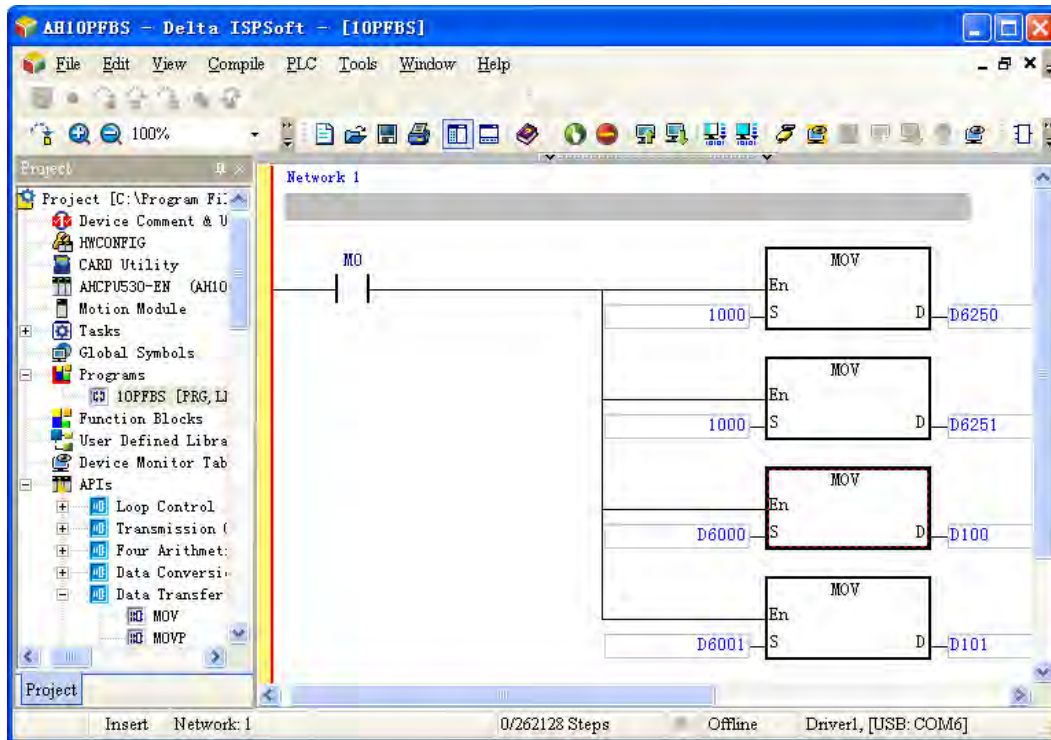 AH10PFBS - Delta ISPSoft - [10PFBS]
File Edit View Compile PLC Tools Window Help
100%
Project
Project [C:\Program Fi
Device Comment & U
HWCONFIG
CARD Utility
AHCPU530-EN (AH10
Motion Module
Tasks
Global Symbols
Programs
10PFBS [PRG,LI
Function Blocks
User Defined Libra
Device Monitor Tab
APIs
Loop Control
Transmission (
Four Arithmet:
Data Conversi
Data Transfer
MOV
MOVP
Project
Network 1
M0
MOV
En
1000 S D D6250
MOV
En
1000 S D D6251
MOV
En
D6000 S D D100
MOV
En
D6001 S D D101
Insert Network: 1 0/262128 Steps Offline Driver1, [USB: COM6]